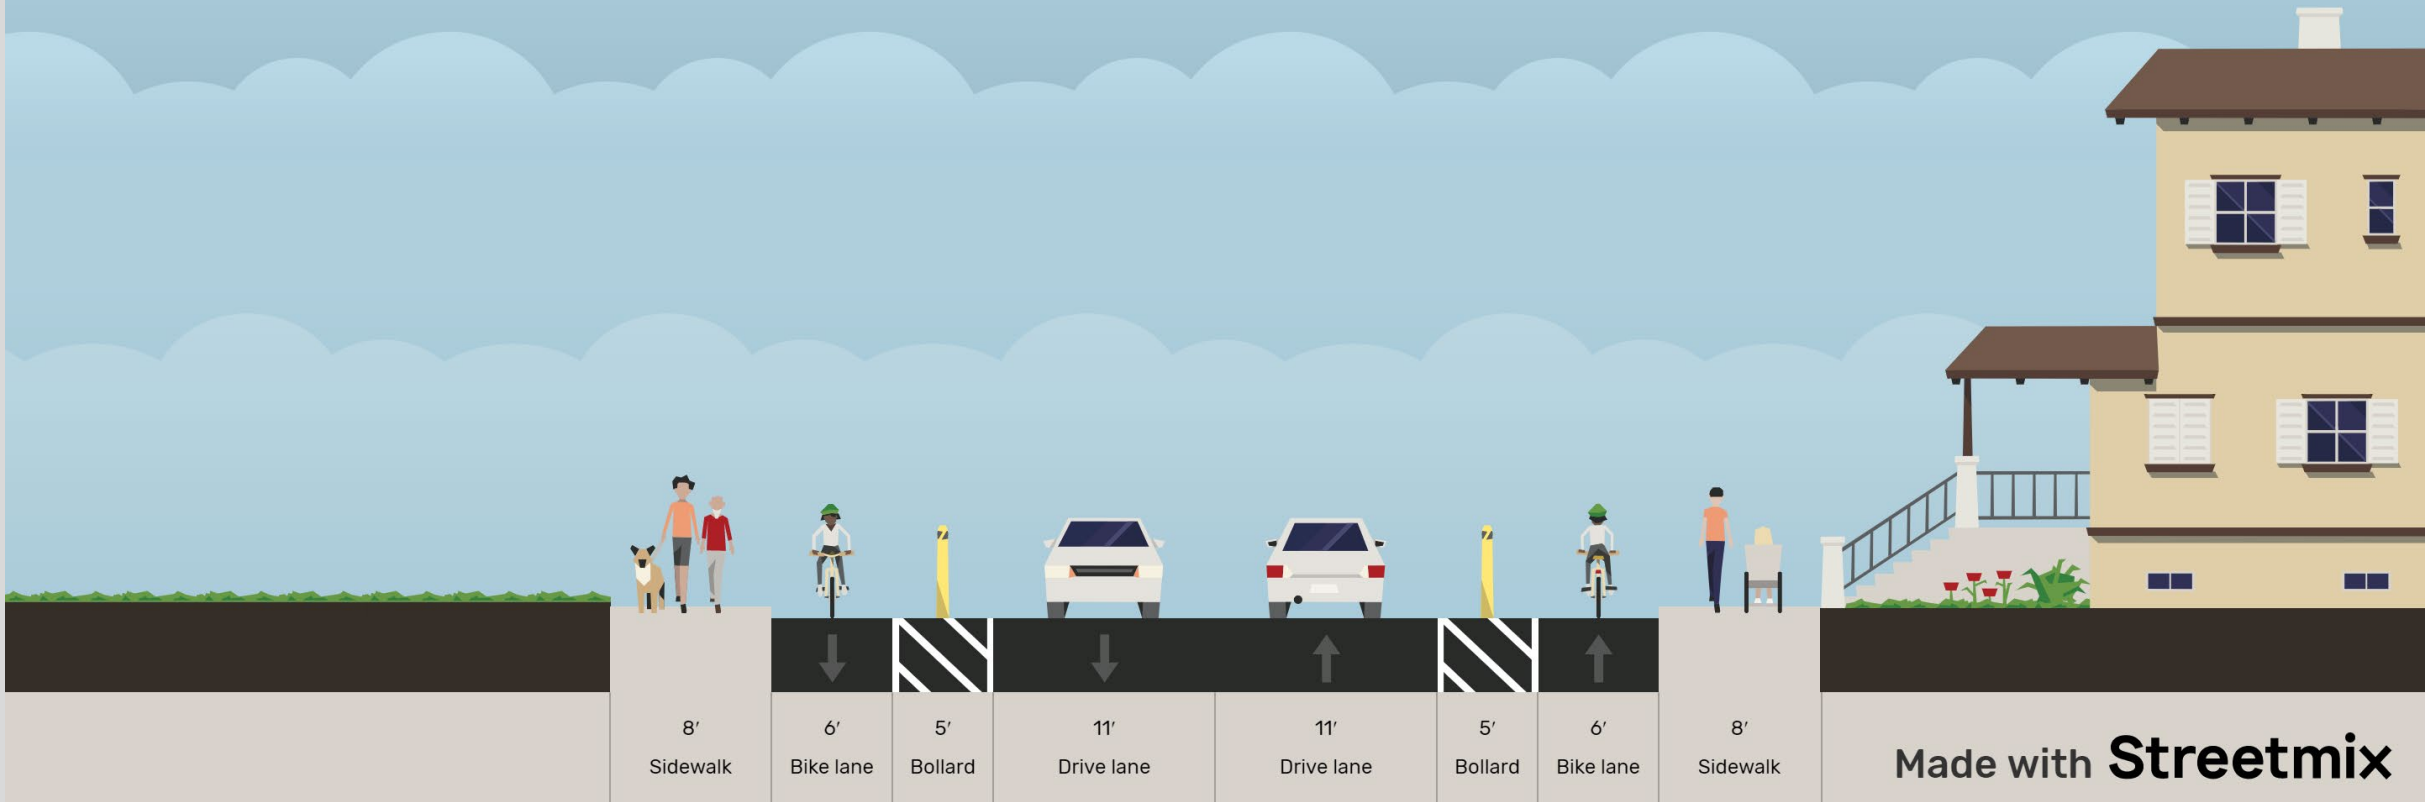 8′ 6′ 5′ 11′ 11′ 5′ 6′ 8′
Sidewalk Bike lane Bollard Drive lane Drive lane Bollard Bike lane Sidewalk
Made with Streetmix